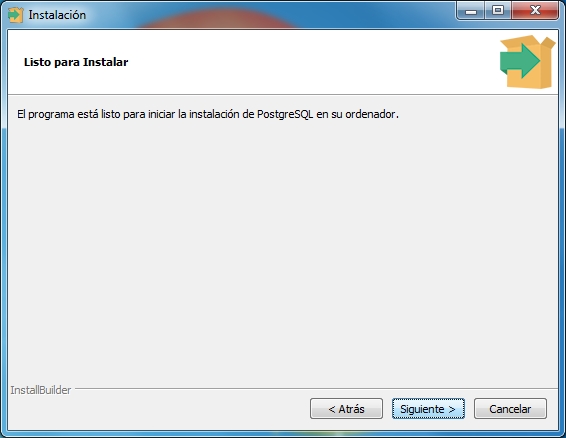 Instalación
Listo para Instalar
El programa está listo para iniciar la instalación de PostgreSQL en su ordenador.
InstallBuilder
< Atrás
Siguiente >
Cancelar